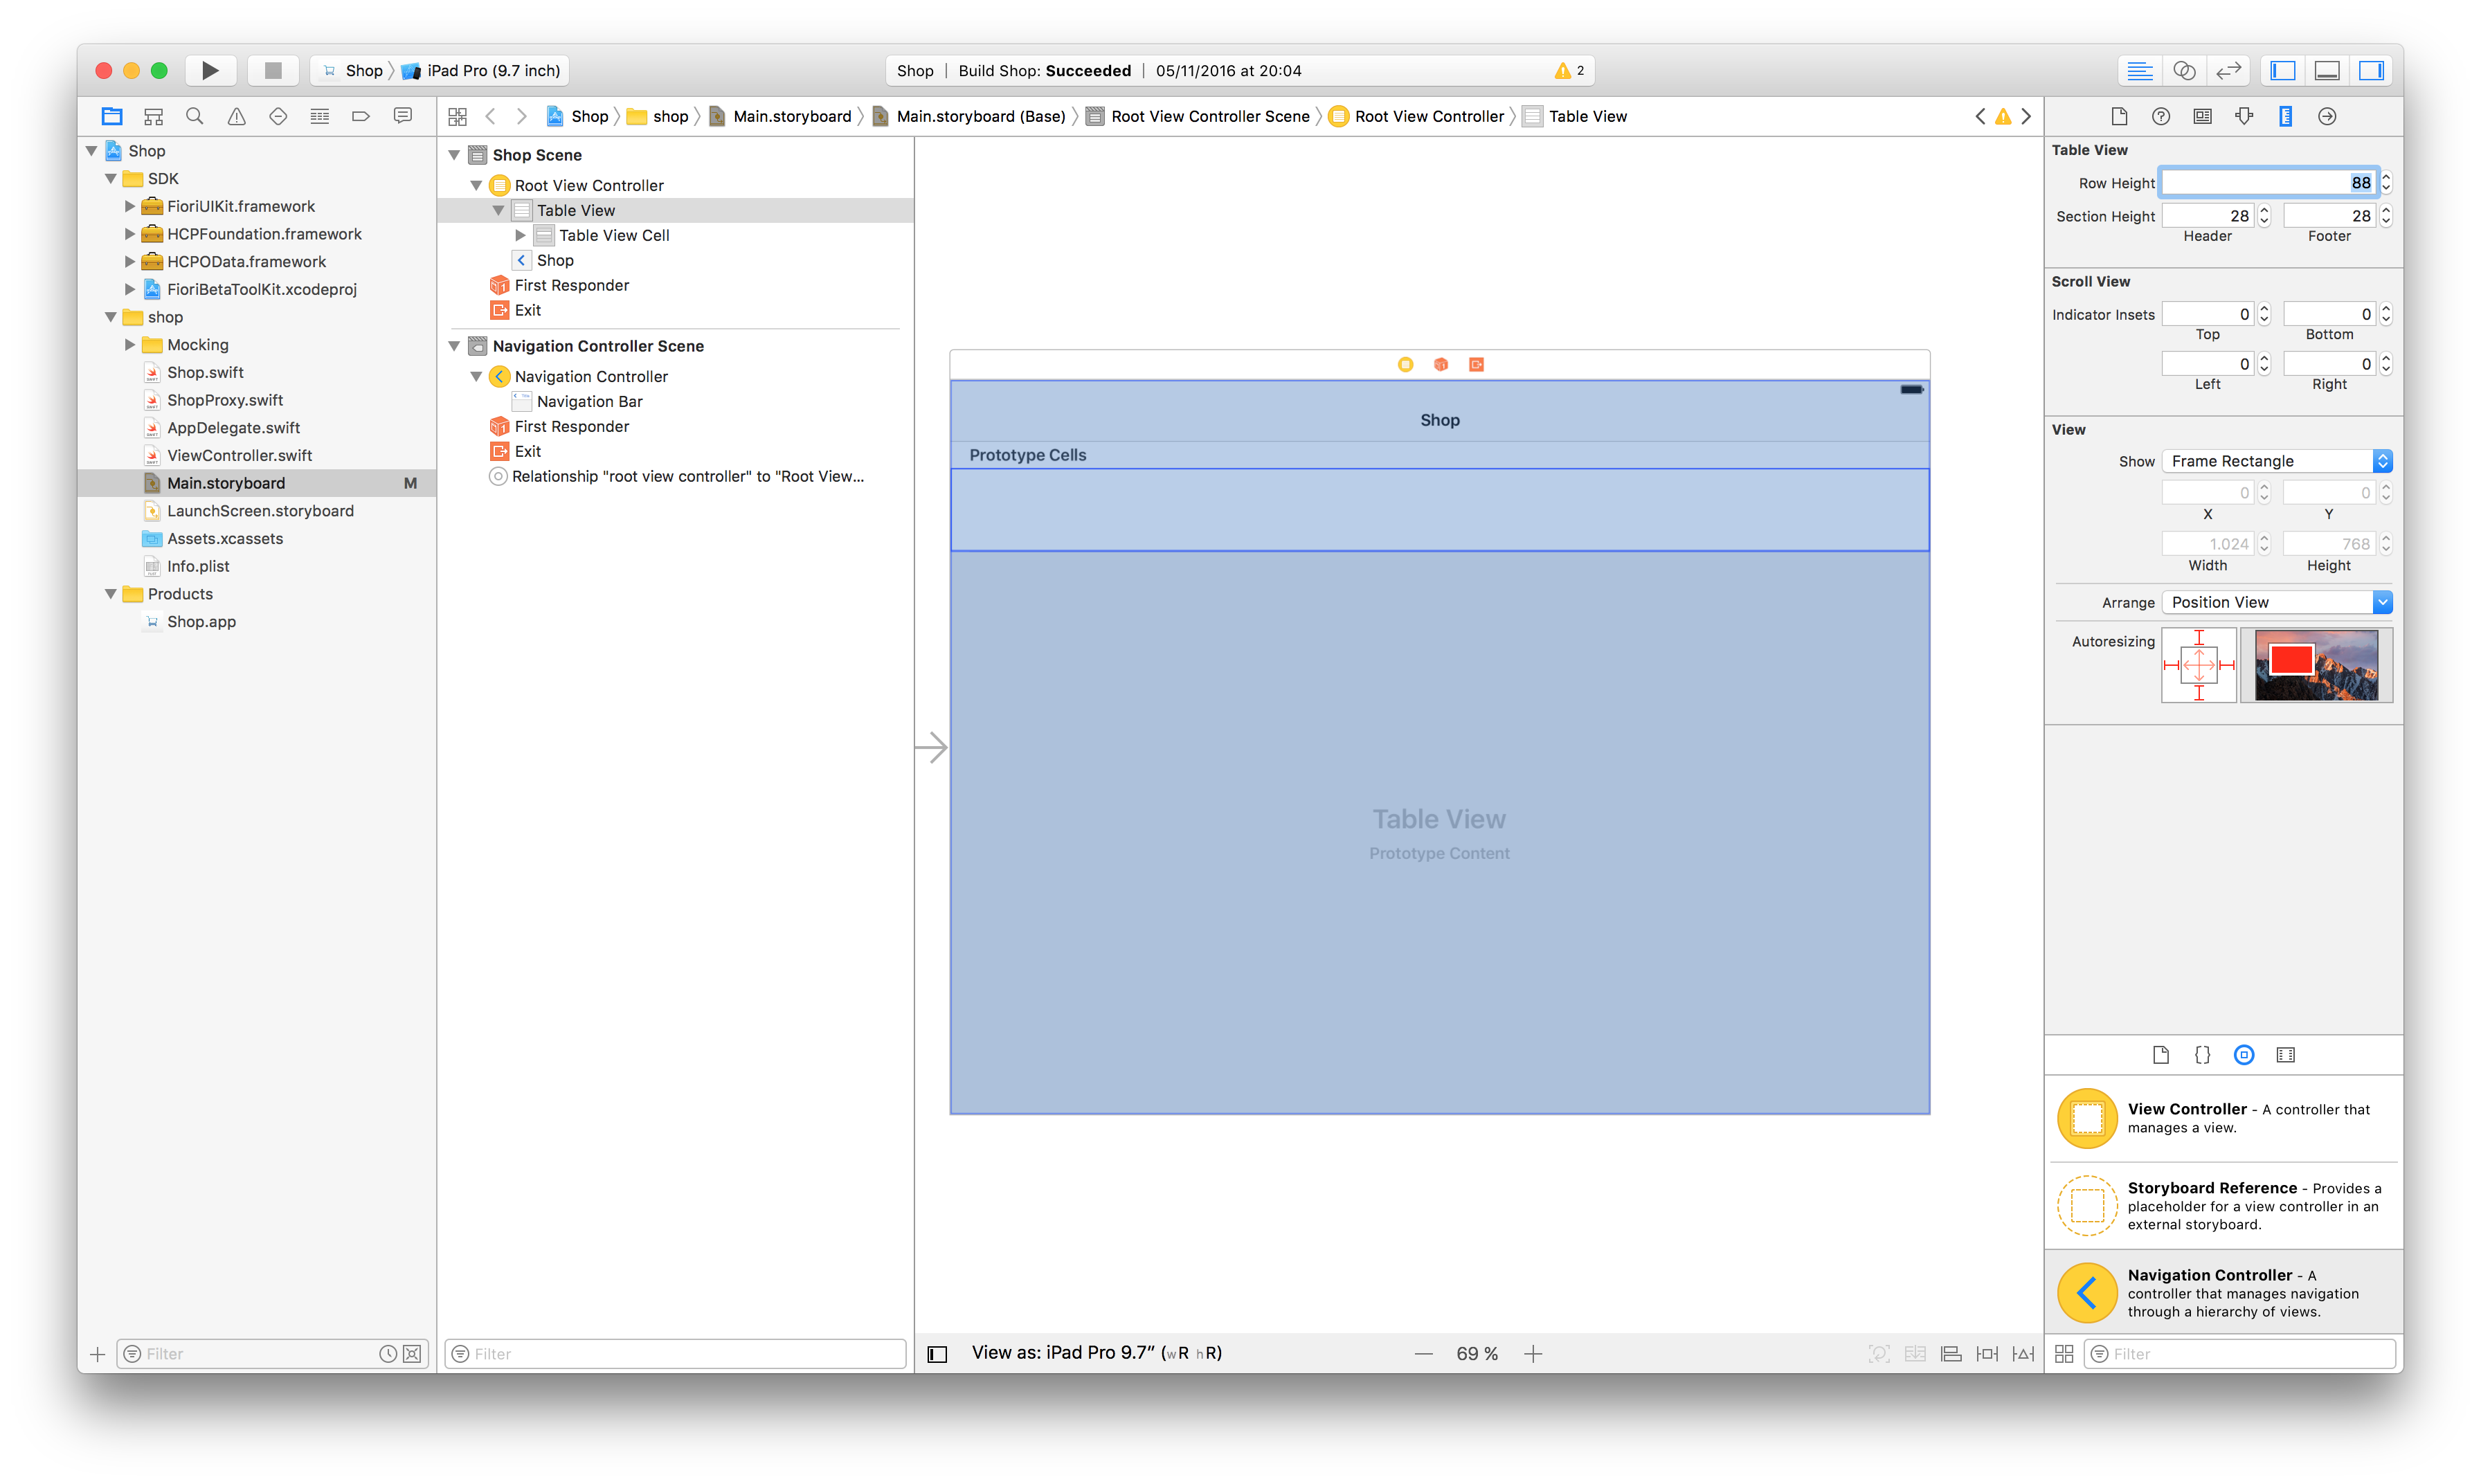 Shop iPad Pro (9.7 inch)
Shop | Build Shop: Succeeded | 05/11/2016 at 20:04
2
Shop shop Main.storyboard Main.storyboard (Base) Root View Controller Scene Root View Controller Table View
Shop
SDK
FioriUIKit.framework
HCPFoundation.framework
HCPOData.framework
FioriBetaToolKit.xcodeproj
shop
Mocking
Shop.swift
ShopProxy.swift
AppDelegate.swift
ViewController.swift
Main.storyboard M
LaunchScreen.storyboard
Assets.xcassets
Info.plist
Products
Shop.app
Filter
Shop Scene
Root View Controller
Table View
Table View Cell
Shop
First Responder
Exit
Navigation Controller Scene
Navigation Controller
Navigation Bar
First Responder
Exit
Relationship "root view controller" to "Root View...
Filter
Shop
Prototype Cells
Table View
Prototype Content
View as: iPad Pro 9.7” (wR hR)
69 %
Table View
Row Height 88
Section Height 28 28
Header Footer
Scroll View
Indicator Insets 0 0
Top Bottom
0 0
Left Right
View
Show Frame Rectangle
0 0
X Y
1.024 768
Width Height
Arrange Position View
Autoresizing
View Controller - A controller that
manages a view.
Storyboard Reference - Provides a
placeholder for a view controller in an
external storyboard.
Navigation Controller - A
controller that manages navigation
through a hierarchy of views.
Filter